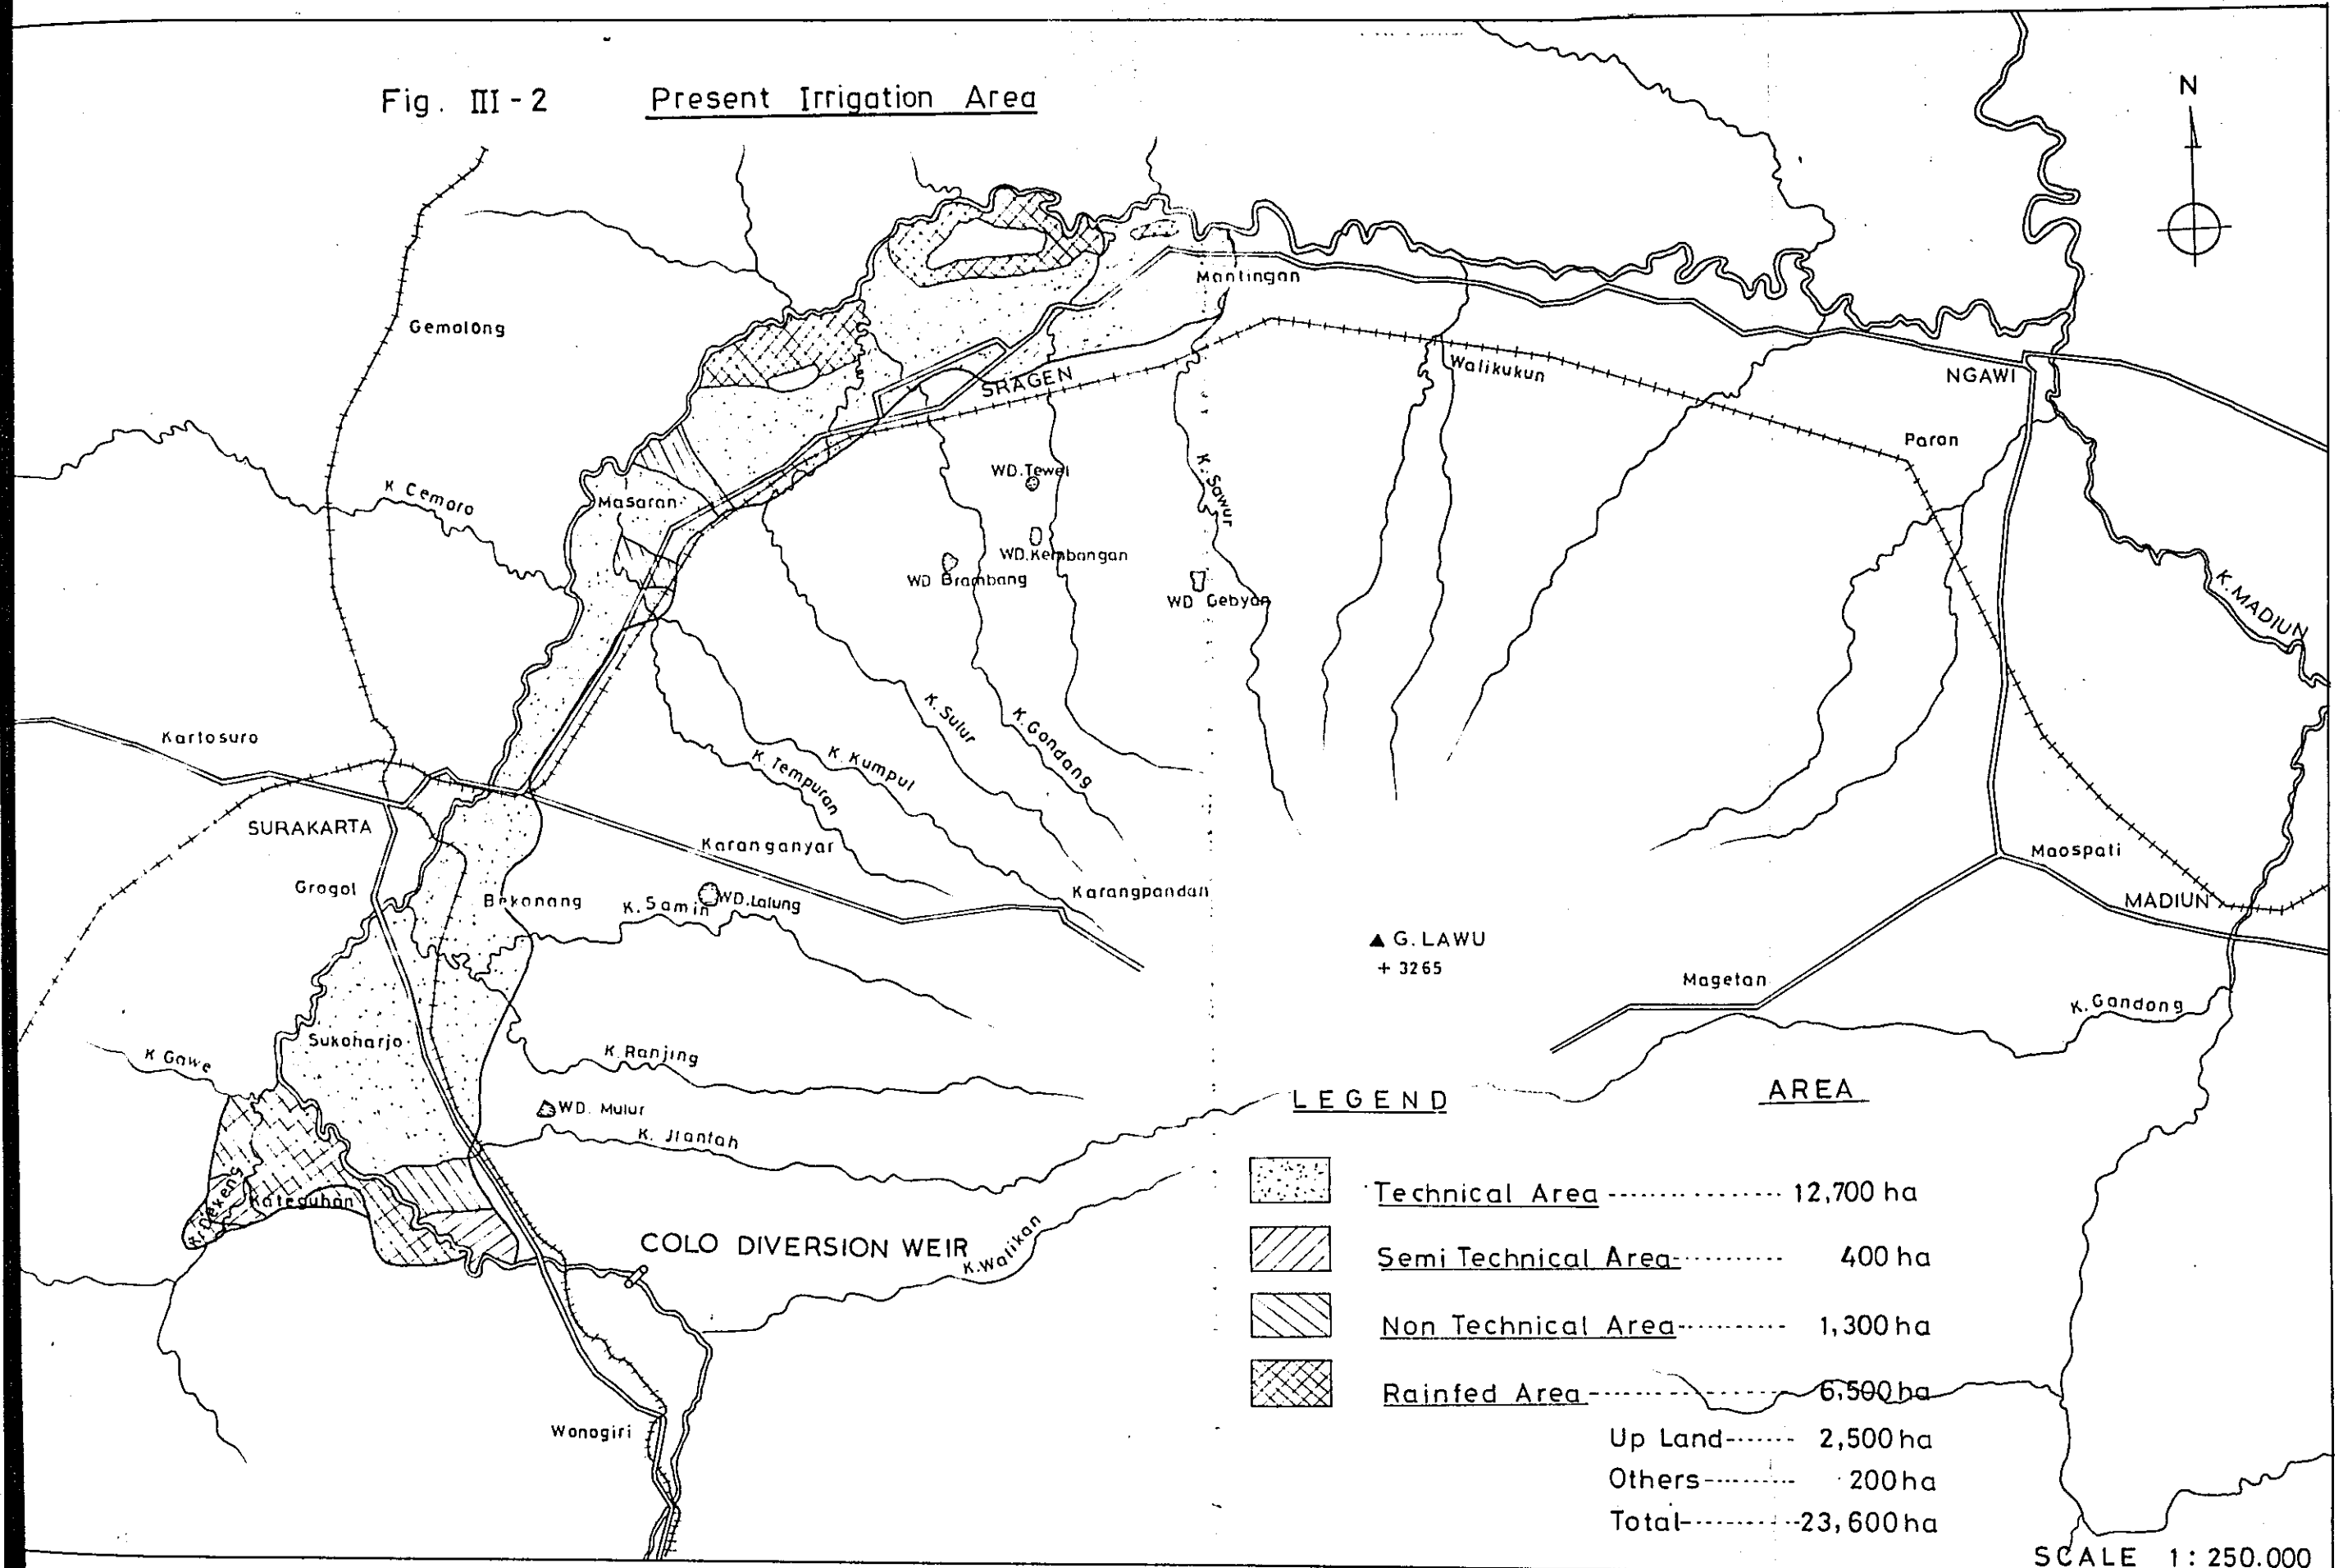 Fig. III - 2 Present Irrigation Area
N
Mantingan
Gemolong
Walikukun
NGAWI
SRAGEN
Paron
WD. Tewel
K. Sawur
K Cemoro
Masaran
WD. Kembangan
WD Brambang
WD Gebyan
K. MADIUN
Kartosuro
K. Sulur
K. Gondang
K. Kumpul
K. Tempuran
SURAKARTA
Karanganyar
Maospati
Grogol
Bekonang
K. Samin
WD. Lalung
Karangpandan
MADIUN
▲ G. LAWU
+ 3265
Magetan
K. Gandong
Sukoharjo
K Gawe
K. Ranjing
WD. Mulur
K. Jlantah
K. Dekeng
Kateguhan
COLO DIVERSION WEIR
K. Walikan
Wonogiri
LEGEND AREA
Technical Area ---------------- 12,700 ha
Semi Technical Area ----------- 400 ha
Non Technical Area ----------- 1,300 ha
Rainfed Area ---------------- 6,500 ha
Up Land ------- 2,500 ha
Others --------- 200 ha
Total ----------- 23,600 ha
SCALE 1 : 250.000